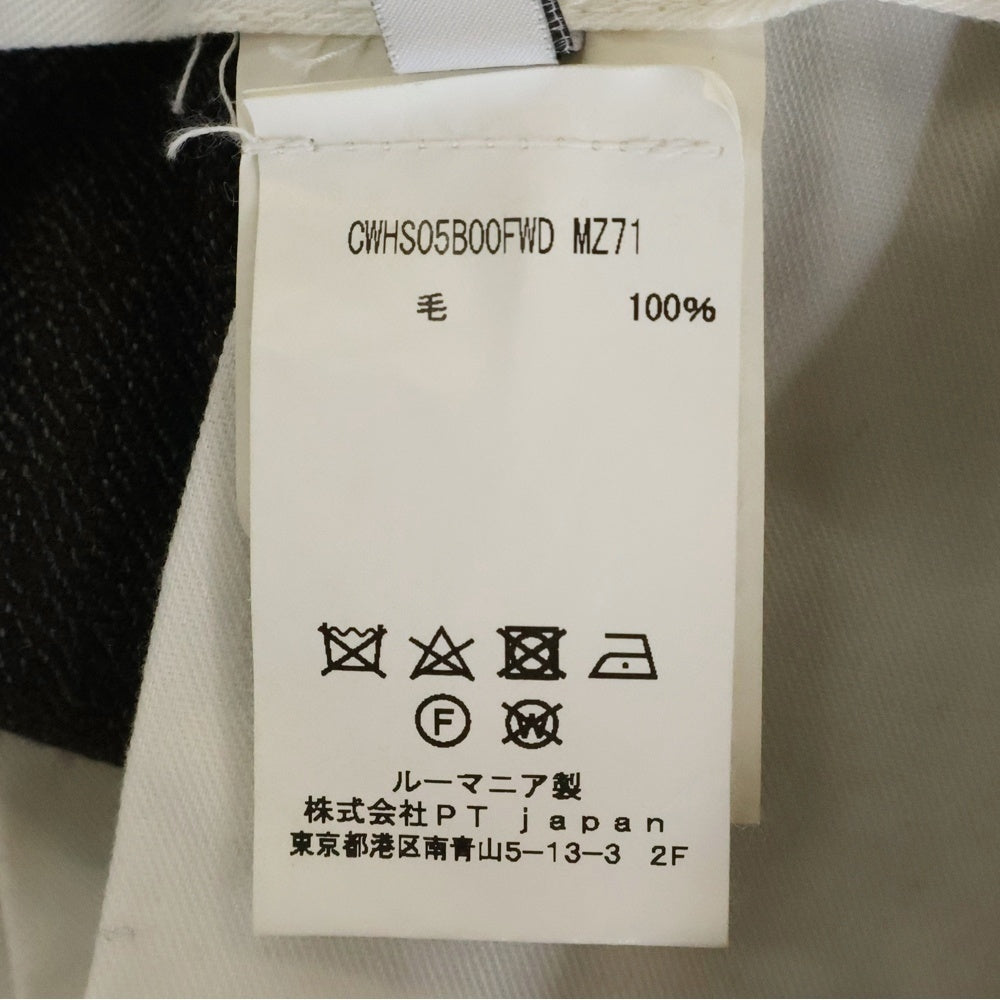 CWHS05B00FWD MZ71
毛 100%
F W
ルーマニア製
株式会社PT japan
東京都港区南青山5-13-3 2F